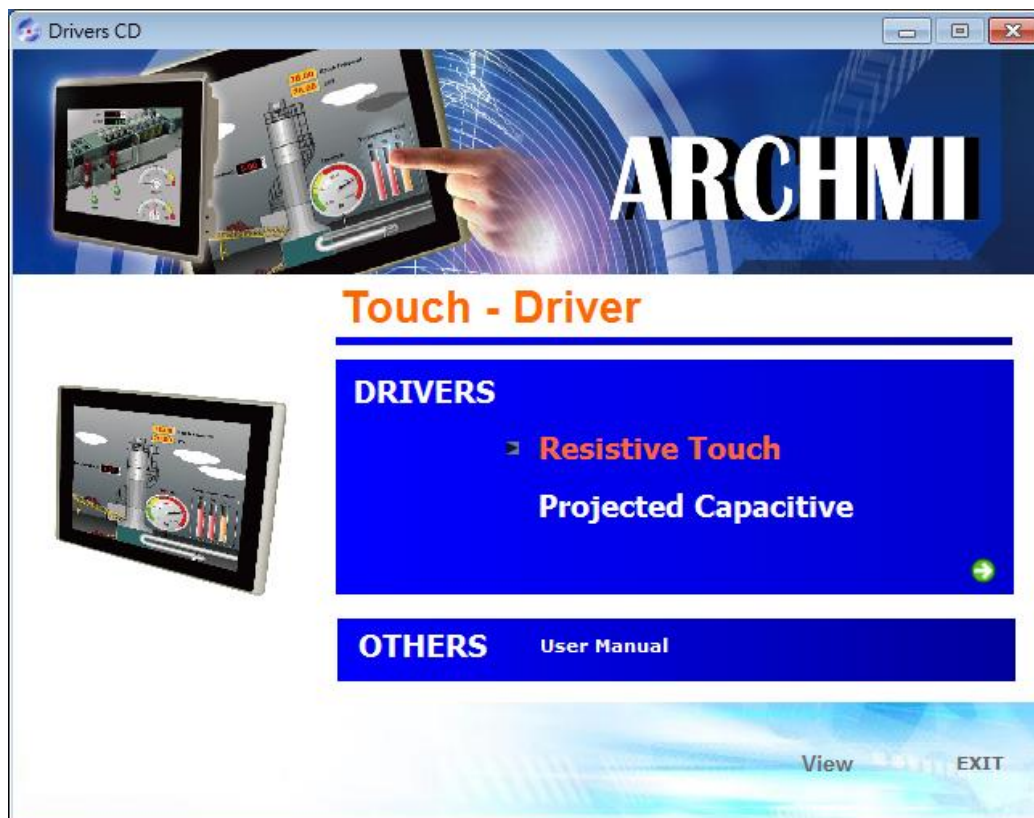 Drivers CD
ARCHMI
Touch - Driver
DRIVERS
Resistive Touch
Projected Capacitive
OTHERS
User Manual
View
EXIT